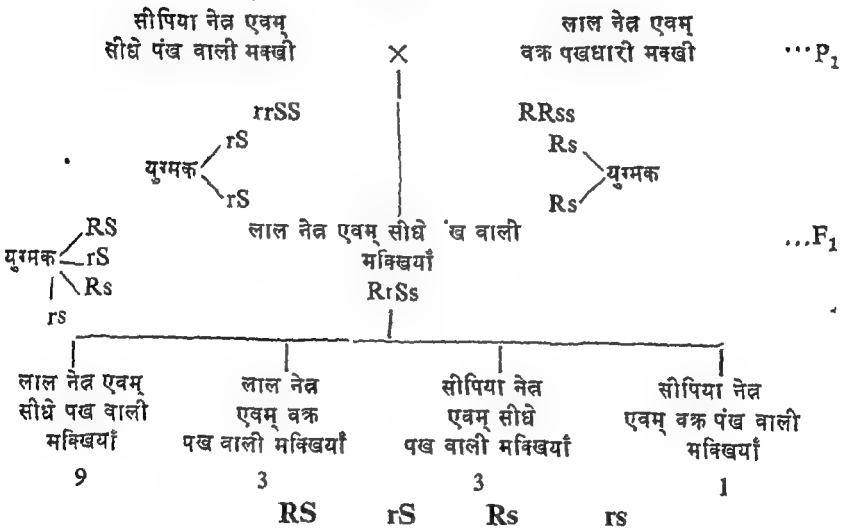 सीपिया नेत्र एवम्
सीधे पंख वाली मक्खी
×
लाल नेत्र एवम्
वक्र पखधारी मक्खी
...P₁
rrSS
RRss
rS
युग्मक
rS
Rs
युग्मक
Rs
लाल नेत्र एवम् सीधे ंख वाली
मक्खियाँ
...F₁
RrSs
RS
युग्मक rS
Rs
rs
लाल नेत्र एवम्
सीधे पख वाली
मक्खियाँ
9
लाल नेत्र
एवम् वक्र
पख वाली मक्खियाँ
3
सीपिया नेत्र
एवम् सीधे
पख वाली मक्खियाँ
3
सीपिया नेत्र
एवम् वक्र पंख वाली
मक्खियाँ
1
RS rS Rs rs